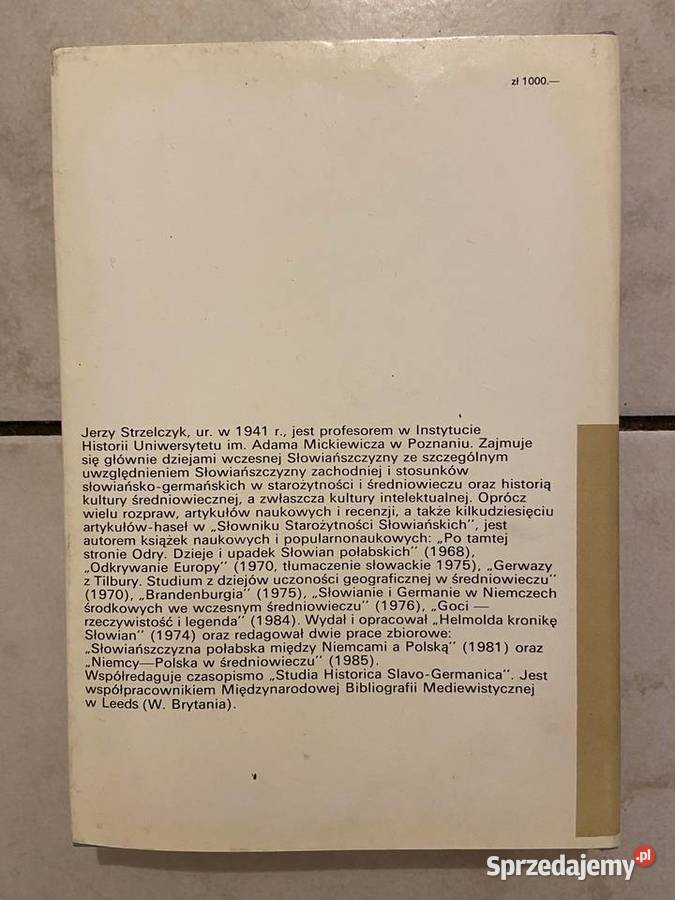 zł 1000.—
Jerzy Strzelczyk, ur. w 1941 r., jest profesorem w Instytucie
Historii Uniwersytetu im. Adama Mickiewicza w Poznaniu. Zajmuje
się głównie dziejami wczesnej Słowiańszczyzny ze szczególnym
uwzględnieniem Słowiańszczyzny zachodniej i stosunków
słowiańsko-germańskich w starożytności i średniowieczu oraz historią
kultury średniowiecznej, a zwłaszcza kultury intelektualnej. Oprócz
wielu rozpraw, artykułów naukowych i recenzji, a także kilkudziesięciu
artykułów-haseł w „Słowniku Starożytności Słowiańskich", jest
autorem książek naukowych i popularnonaukowych: „Po tamtej
stronie Odry. Dzieje i upadek Słowian połabskich" (1968),
„Odkrywanie Europy" (1970, tłumaczenie słowackie 1975), „Gerwazy
z Tilbury. Studium z dziejów uczoności geograficznej w średniowieczu"
(1970), „Brandenburgia" (1975), „Słowianie i Germanie w Niemczech
środkowych we wczesnym średniowieczu" (1976), „Goci —
rzeczywistość i legenda" (1984). Wydał i opracował „Helmolda kronikę
Słowian" (1974) oraz redagował dwie prace zbiorowe:
„Słowiańszczyzna połabska między Niemcami a Polską" (1981) oraz
„Niemcy—Polska w średniowieczu" (1985).
Współredaguje czasopismo „Studia Historica Slavo-Germanica". Jest
współpracownikiem Międzynarodowej Bibliografii Mediewistycznej
w Leeds (W. Brytania).
Sprzedajemy.pl